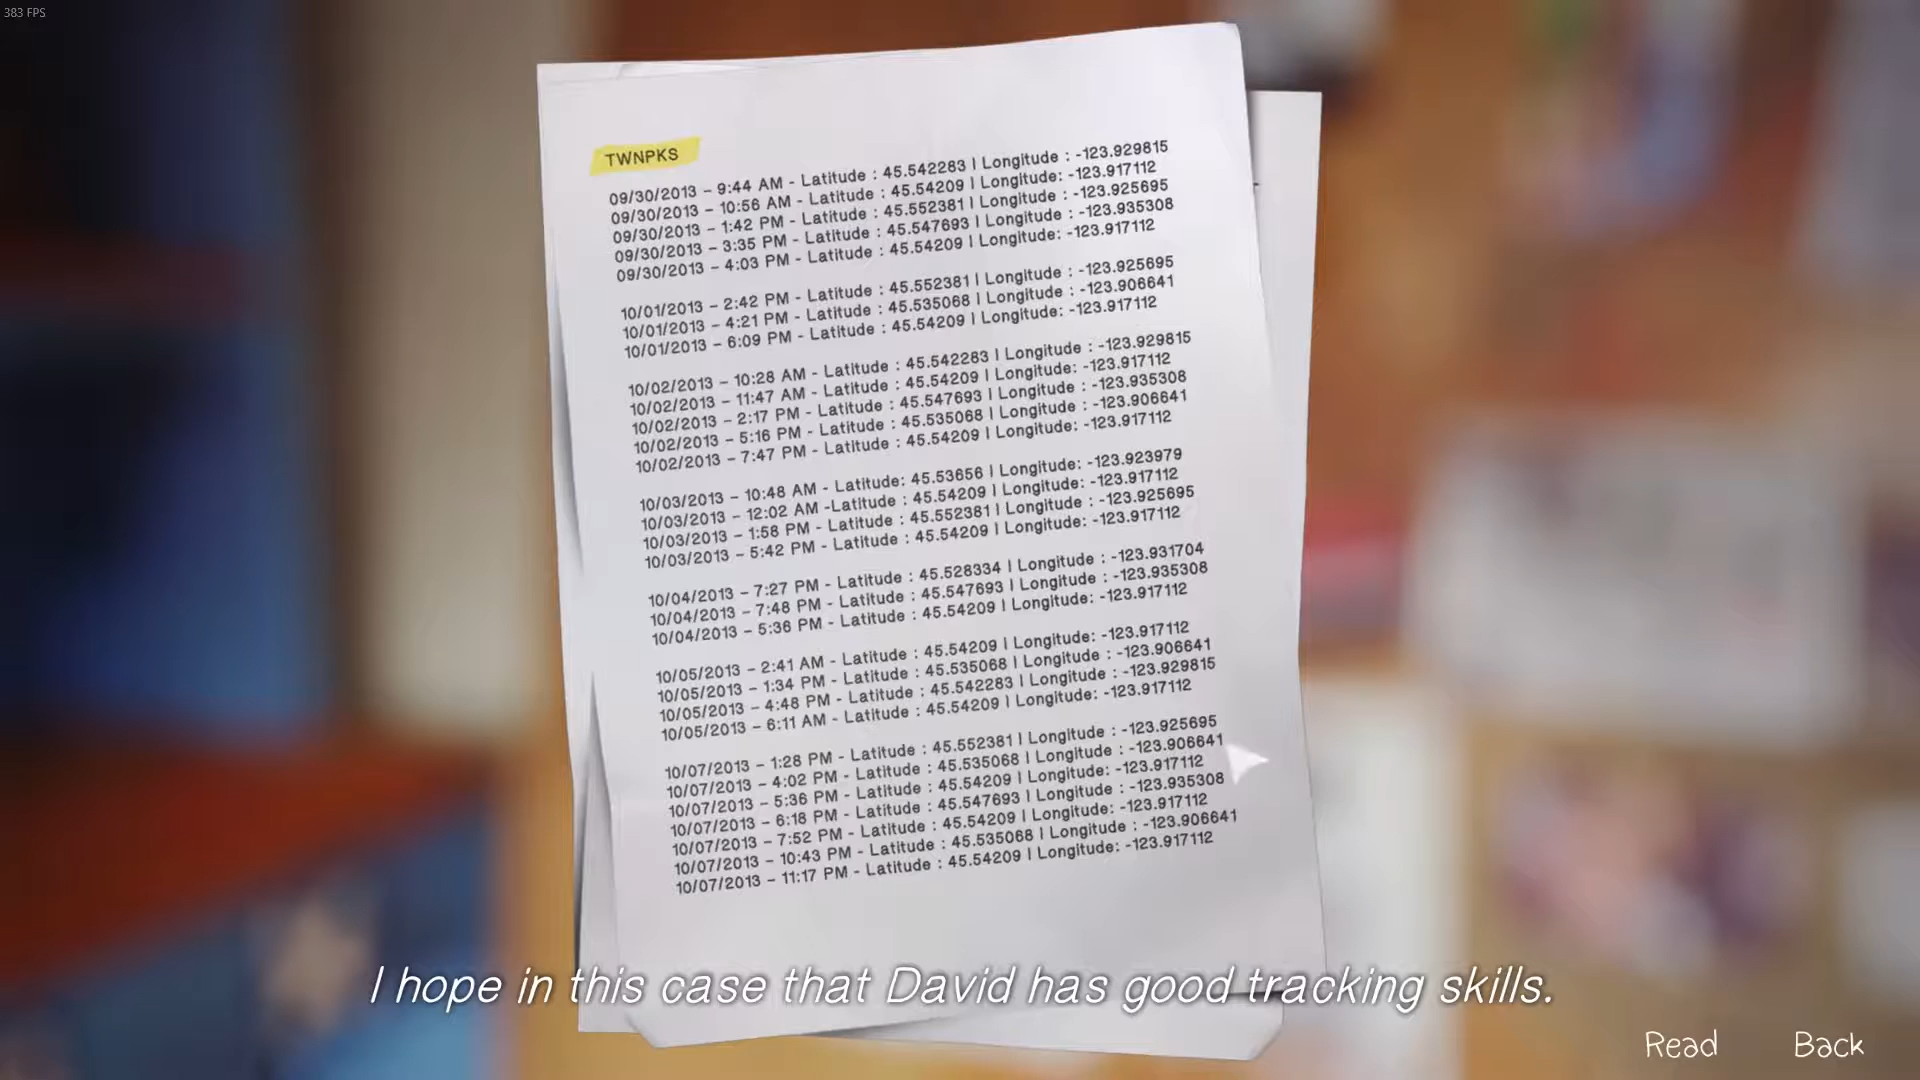 383 FPS
TWNPKS
09/30/2013 – 9:44 AM - Latitude : 45.542283 | Longitude : -123.929815
09/30/2013 – 10:56 AM - Latitude : 45.54209 | Longitude: -123.917112
09/30/2013 – 1:42 PM - Latitude : 45.552381 | Longitude : -123.925695
09/30/2013 – 3:35 PM - Latitude : 45.547693 | Longitude : -123.935308
09/30/2013 – 4:03 PM - Latitude : 45.54209 | Longitude: -123.917112
10/01/2013 – 2:42 PM - Latitude : 45.552381 | Longitude : -123.925695
10/01/2013 – 4:21 PM - Latitude : 45.535068 | Longitude : -123.906641
10/01/2013 – 6:09 PM - Latitude : 45.54209 | Longitude: -123.917112
10/02/2013 – 10:28 AM - Latitude : 45.542283 | Longitude : -123.929815
10/02/2013 – 11:47 AM - Latitude : 45.54209 | Longitude: -123.917112
10/02/2013 – 2:17 PM - Latitude : 45.547693 | Longitude : -123.935308
10/02/2013 – 5:16 PM - Latitude : 45.535068 | Longitude : -123.906641
10/02/2013 – 7:47 PM - Latitude : 45.54209 | Longitude: -123.917112
10/03/2013 – 10:48 AM - Latitude: 45.53656 | Longitude: -123.923979
10/03/2013 – 12:02 AM -Latitude : 45.54209 | Longitude: -123.917112
10/03/2013 – 1:58 PM - Latitude : 45.552381 | Longitude : -123.925695
10/03/2013 – 5:42 PM - Latitude : 45.54209 | Longitude: -123.917112
10/04/2013 – 7:27 PM - Latitude : 45.528334 | Longitude : -123.931704
10/04/2013 – 7:48 PM - Latitude : 45.547693 | Longitude : -123.935308
10/04/2013 – 5:36 PM - Latitude : 45.54209 | Longitude: -123.917112
10/05/2013 – 2:41 AM - Latitude : 45.54209 | Longitude: -123.917112
10/05/2013 – 1:34 PM - Latitude : 45.535068 | Longitude : -123.906641
10/05/2013 – 4:48 PM - Latitude : 45.542283 | Longitude : -123.929815
10/05/2013 – 6:11 AM - Latitude : 45.54209 | Longitude: -123.917112
10/07/2013 – 1:28 PM - Latitude : 45.552381 | Longitude : -123.925695
10/07/2013 – 4:02 PM - Latitude : 45.535068 | Longitude : -123.906641
10/07/2013 – 5:36 PM - Latitude : 45.54209 | Longitude: -123.917112
10/07/2013 – 6:18 PM - Latitude : 45.547693 | Longitude : -123.935308
10/07/2013 – 7:52 PM - Latitude : 45.54209 | Longitude: -123.917112
10/07/2013 – 10:43 PM - Latitude : 45.535068 | Longitude : -123.906641
10/07/2013 – 11:17 PM - Latitude : 45.54209 | Longitude: -123.917112
I hope in this case that David has good tracking skills.
Read Back